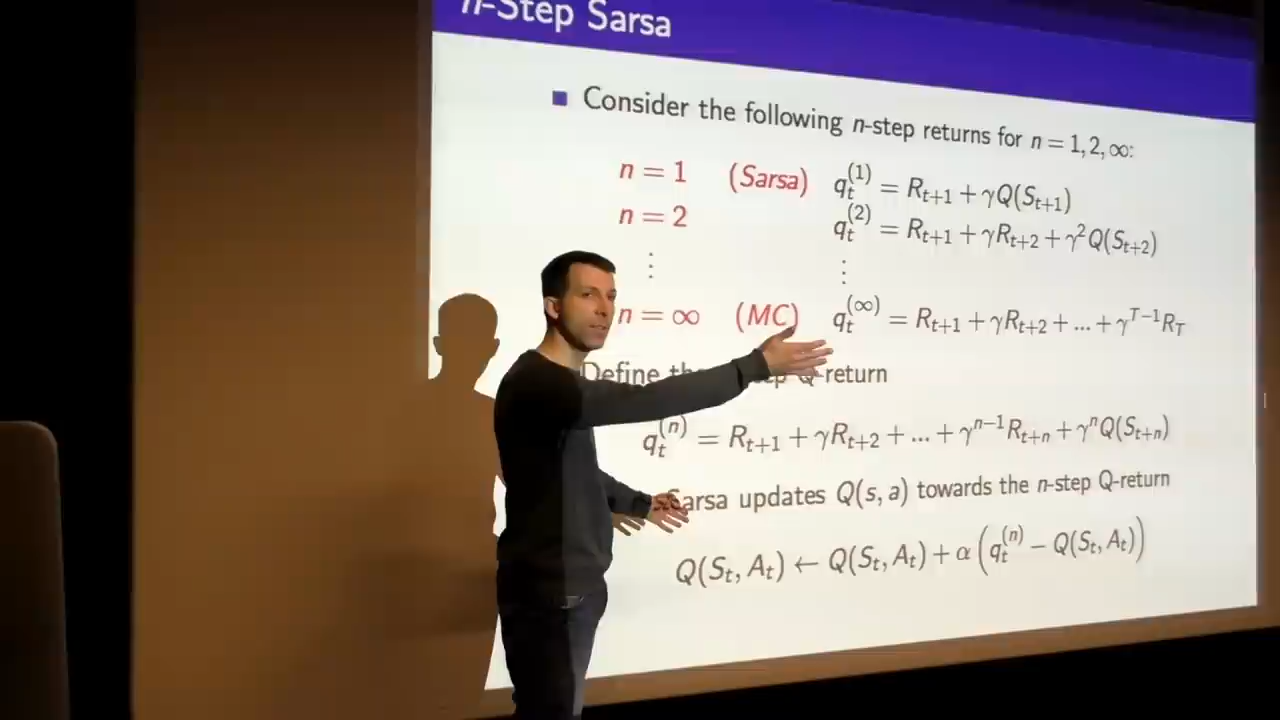 n-Step Sarsa
Consider the following n-step returns for n = 1, 2, ∞:
n = 1 (Sarsa) q_t^{(1)} = R_{t+1} + γQ(S_{t+1})
n = 2 q_t^{(2)} = R_{t+1} + γR_{t+2} + γ^2Q(S_{t+2})
⋮ ⋮
n = ∞ (MC) q_t^{(∞)} = R_{t+1} + γR_{t+2} + ... + γ^{T−1}R_T
Define Q-return
q_t^{(n)} = R_{t+1} + γR_{t+2} + ... + γ^{n−1}R_{t+n} + γ^nQ(S_{t+n})
Sarsa updates Q(s, a) towards the n-step Q-return
Q(S_t, A_t) ← Q(S_t, A_t) + α(q_t^{(n)} − Q(S_t, A_t))